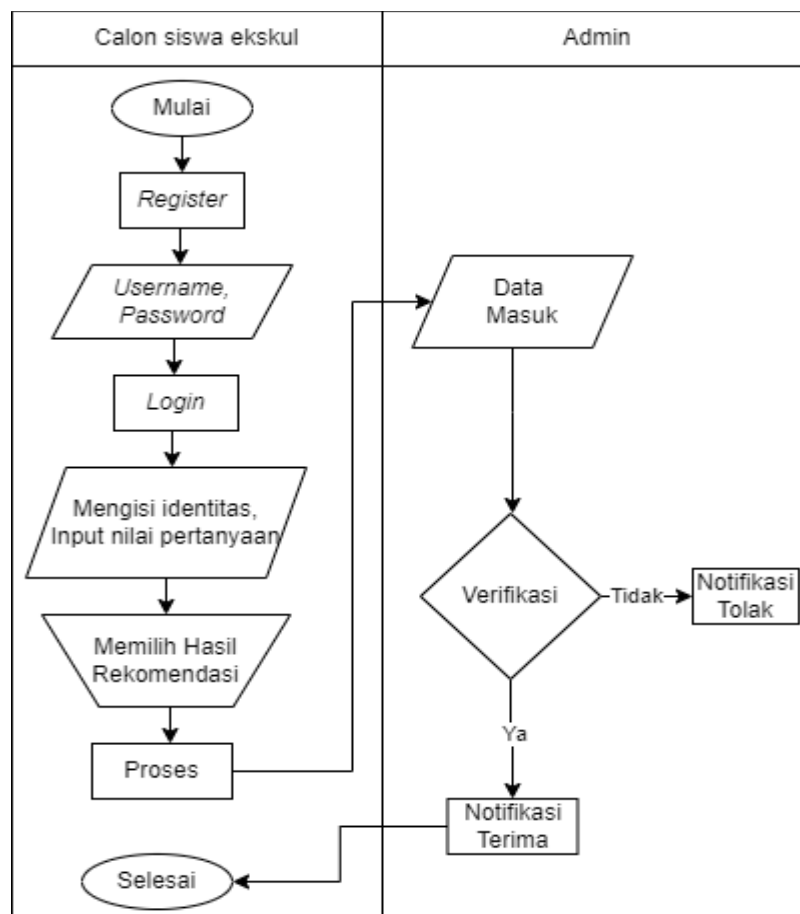 Calon siswa ekskul
Admin
Mulai
Register
Username,
Password
Login
Mengisi identitas,
Input nilai pertanyaan
Memilih Hasil
Rekomendasi
Proses
Selesai
Data
Masuk
Verifikasi
Tidak
Notifikasi
Tolak
Ya
Notifikasi
Terima